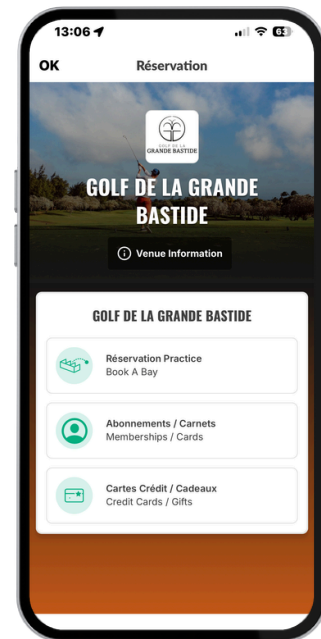 13:06
63
OK
Réservation
GOLF DE LA
GRANDE BASTIDE
GOLF DE LA GRANDE
BASTIDE
Venue Information
GOLF DE LA GRANDE BASTIDE
Réservation Practice
Book A Bay
Abonnements / Carnets
Memberships / Cards
Cartes Crédit / Cadeaux
Credit Cards / Gifts